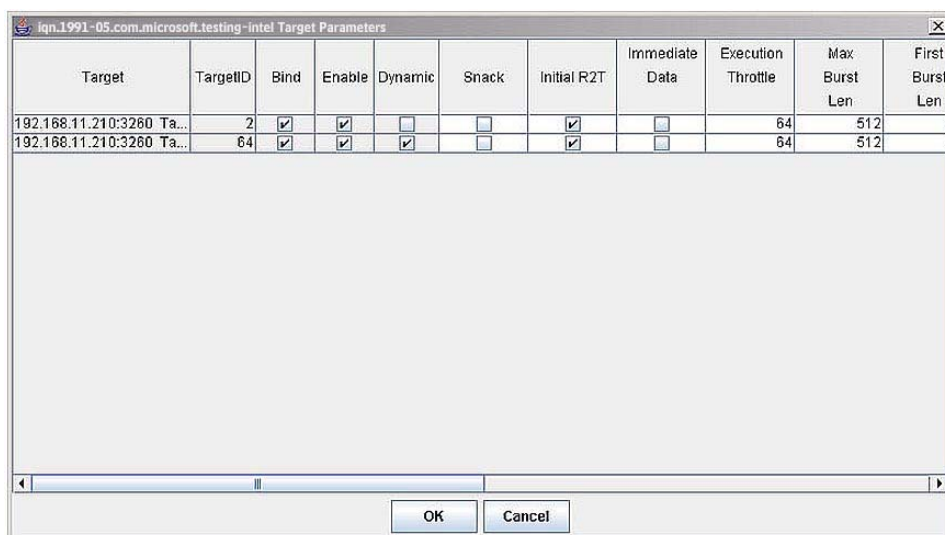 iqn.1991-05.com.microsoft.testing-intel Target Parameters
Target TargetID Bind Enable Dynamic Snack Initial R2T Immediate Data Execution Throttle Max Burst Len First Burst Len
192.168.11.210:3260 Ta... 2 64 512
192.168.11.210:3260 Ta... 64 64 512
OK Cancel